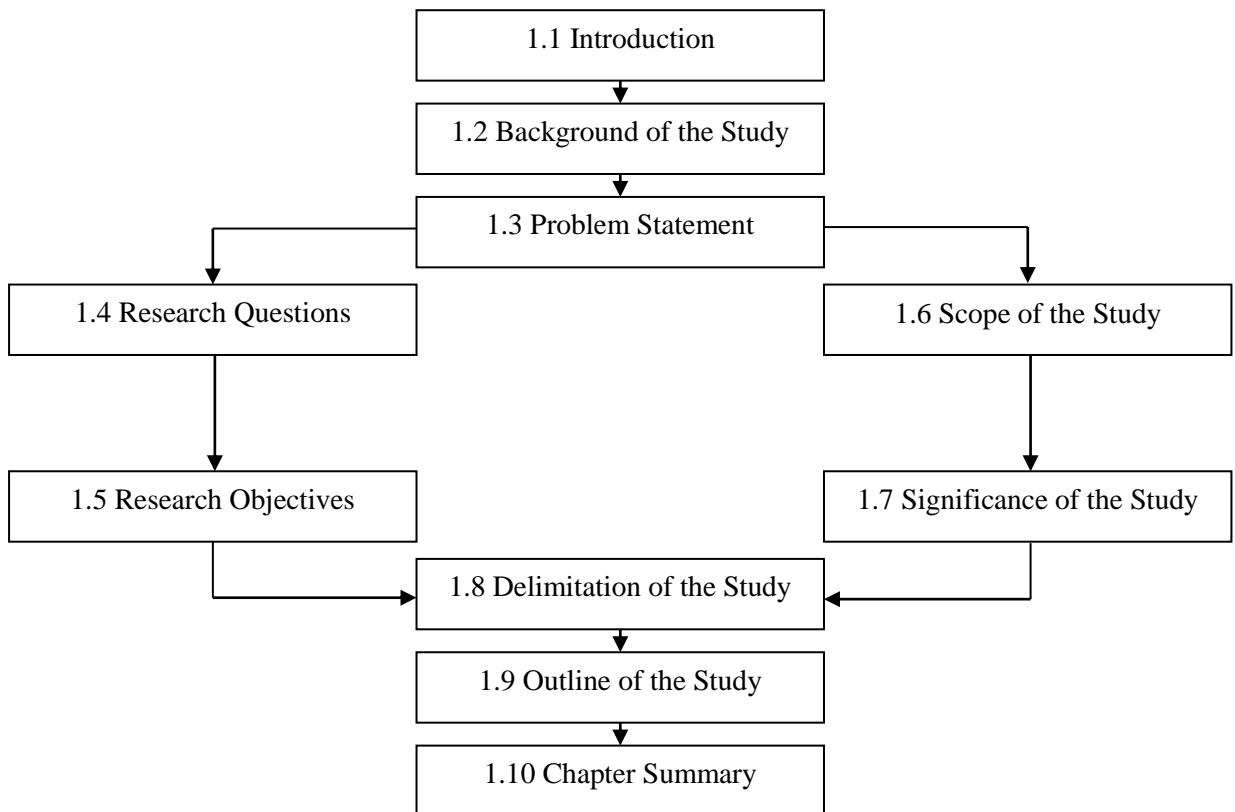 1.1 Introduction
1.2 Background of the Study
1.3 Problem Statement
1.4 Research Questions
1.6 Scope of the Study
1.5 Research Objectives
1.7 Significance of the Study
1.8 Delimitation of the Study
1.9 Outline of the Study
1.10 Chapter Summary